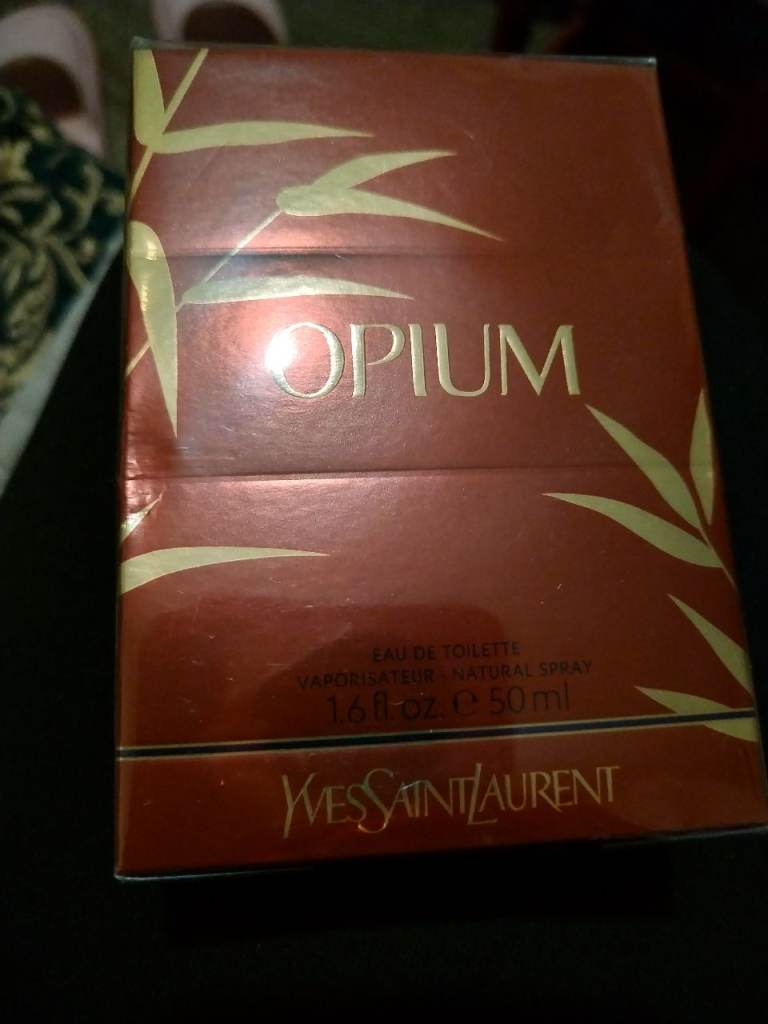 OPIUM
EAU DE TOILETTE
VAPORISATEUR - NATURAL SPRAY
1.6 fl. oz. ℮ 50 ml
YVESSAINTLAURENT